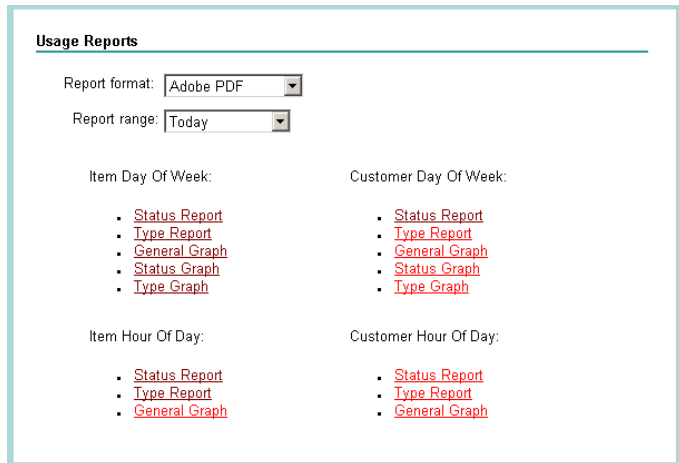 Usage Reports
Report format: Adobe PDF
Report range: Today
Item Day Of Week:
Status Report
Type Report
General Graph
Status Graph
Type Graph
Customer Day Of Week:
Status Report
Type Report
General Graph
Status Graph
Type Graph
Item Hour Of Day:
Status Report
Type Report
General Graph
Customer Hour Of Day:
Status Report
Type Report
General Graph